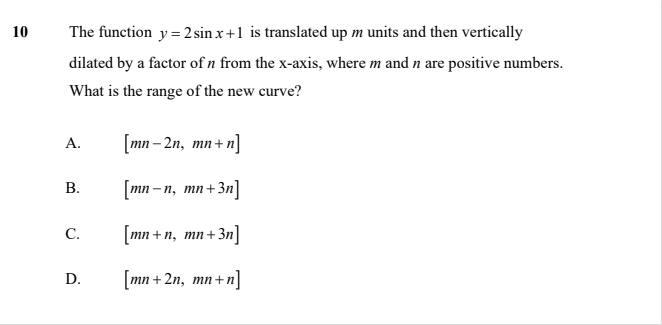 10 The function y = 2 sin x + 1 is translated up m units and then vertically
dilated by a factor of n from the x-axis, where m and n are positive numbers.
What is the range of the new curve?
A. [mn – 2n, mn + n]
B. [mn – n, mn + 3n]
C. [mn + n, mn + 3n]
D. [mn + 2n, mn + n]